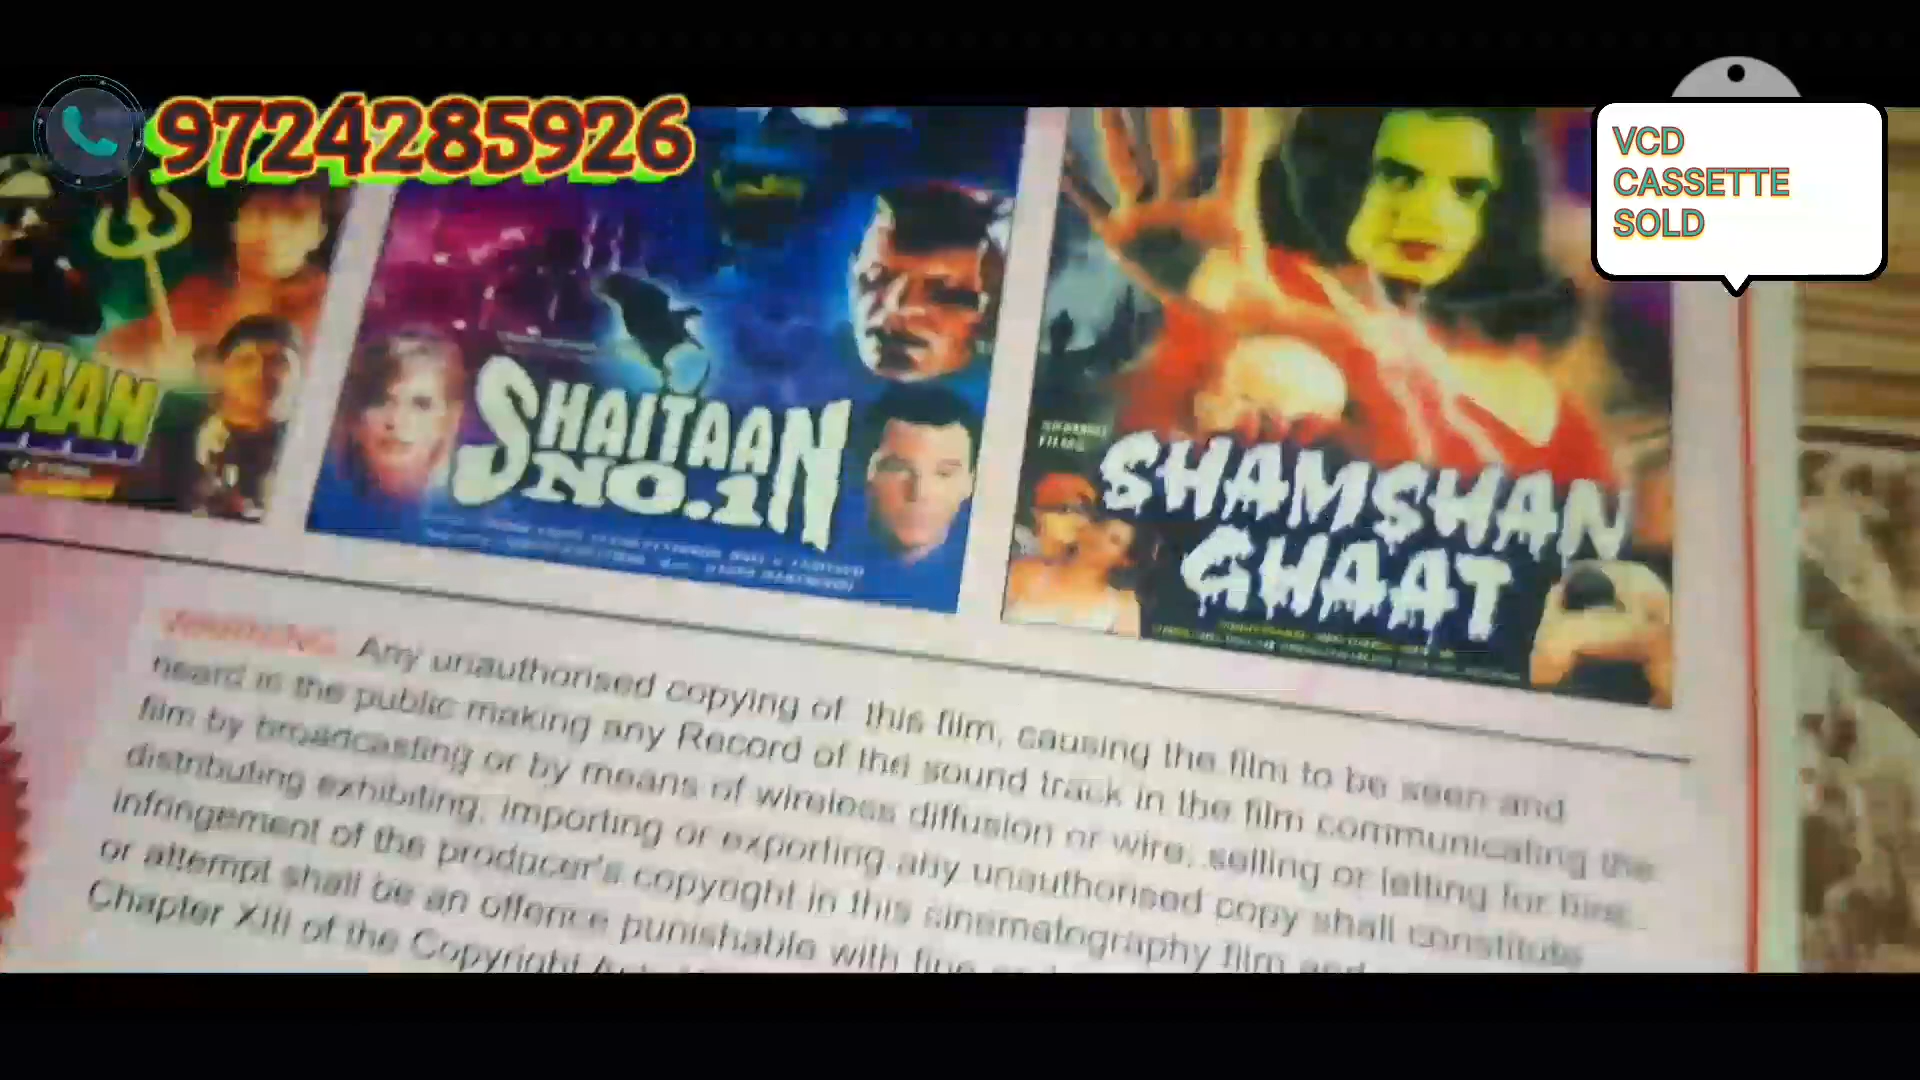 9724285926
VCD
CASSETTE
SOLD
HAAN
SHAITAAN
NO.1
SHAMSHAN
GHAAT
WARNING Any unauthorised copying of this film, causing the film to be seen and
heard in the public making any Record of the sound track in the film communicating the
film by broadcasting or by means of wireless diffusion or wire, selling or letting for hire,
distributing exhibiting, importing or exporting any unauthorised copy shall constitute
infringement of the producer's copyright in this cinematography film and
or attempt shall be an offence punishable with fine
Chapter XIII of the Copyright